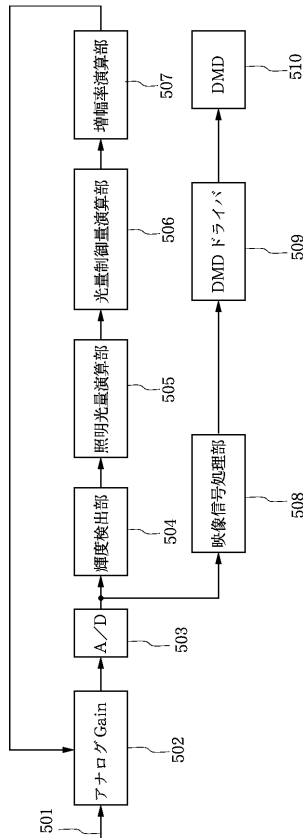 501
アナログGain
502
A/D
503
輝度検出部
504
照明光量演算部
505
光量制御量演算部
506
増幅率演算部
507
映像信号処理部
508
DMDドライバ
509
DMD
510